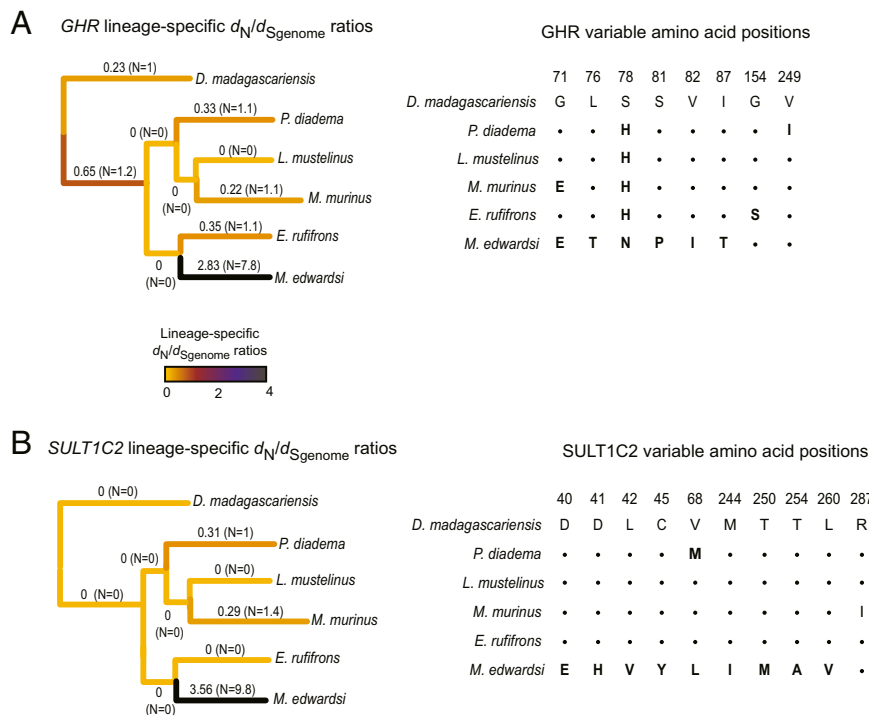 A
GHR lineage-specific dN/dSgenome ratios
0.23 (N=1)
D. madagascariensis
0.33 (N=1.1)
0 (N=0)
P. diadema
0 (N=0)
L. mustelinus
0.65 (N=1.2)
0
(N=0)
0.22 (N=1.1)
M. murinus
0.35 (N=1.1)
E. rufifrons
0
(N=0)
2.83 (N=7.8)
M. edwardsi
Lineage-specific
dN/dSgenome ratios
0 2 4
GHR variable amino acid positions
71 76 78 81 82 87 154 249
D. madagascariensis G L S S V I G V
P. diadema • • H • • • • I
L. mustelinus • • H • • • • •
M. murinus E • H • • • • •
E. rufifrons • • H • • • S •
M. edwardsi E T N P I T • •
B
SULT1C2 lineage-specific dN/dSgenome ratios
0 (N=0)
D. madagascariensis
0.31 (N=1)
0 (N=0)
P. diadema
0 (N=0)
L. mustelinus
0 (N=0)
0
(N=0)
0.29 (N=1.4)
M. murinus
0 (N=0)
E. rufifrons
0
(N=0)
3.56 (N=9.8)
M. edwardsi
SULT1C2 variable amino acid positions
40 41 42 45 68 244 250 254 260 287
D. madagascariensis D D L C V M T T L R
P. diadema • • • • M • • • • •
L. mustelinus • • • • • • • • • •
M. murinus • • • • • • • • • I
E. rufifrons • • • • • • • • • •
M. edwardsi E H V Y L I M A V •